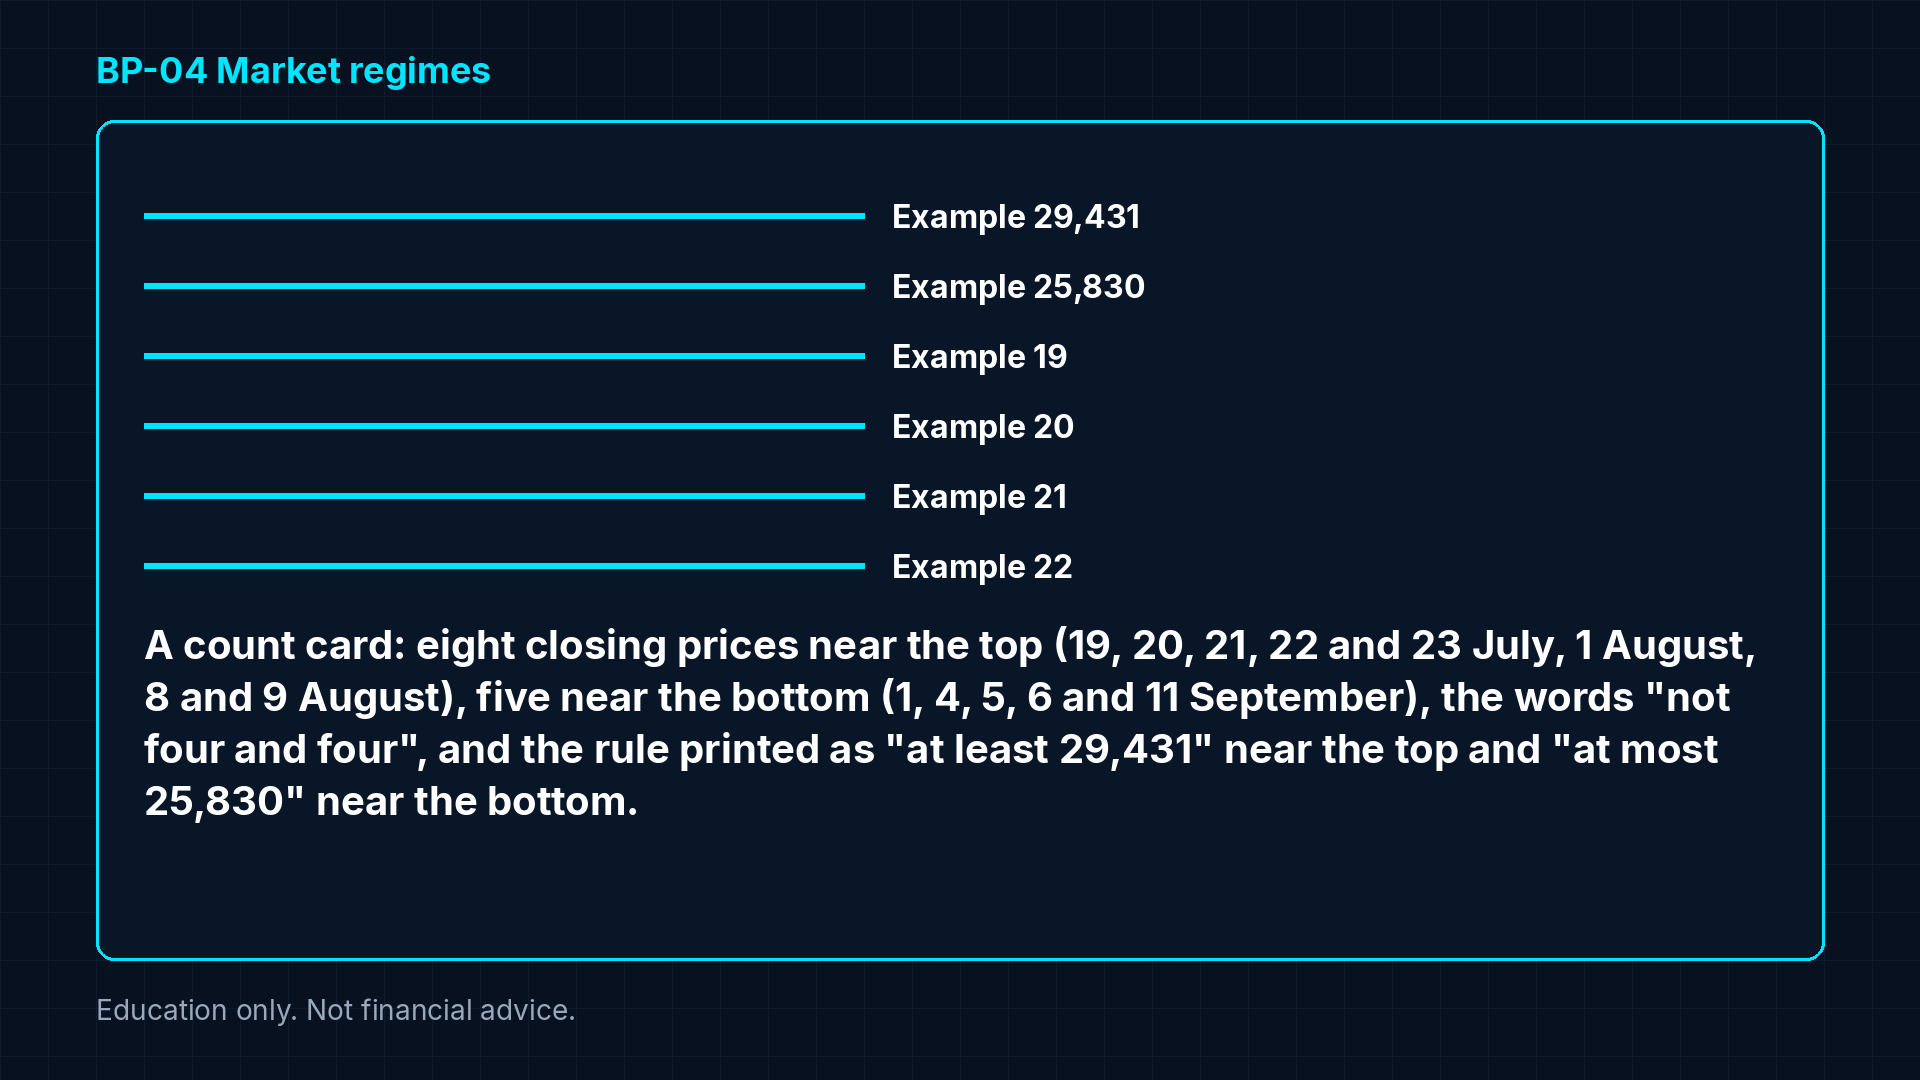 BP-04 Market regimes
Example 29,431
Example 25,830
Example 19
Example 20
Example 21
Example 22
A count card: eight closing prices near the top (19, 20, 21, 22 and 23 July, 1 August,
8 and 9 August), five near the bottom (1, 4, 5, 6 and 11 September), the words "not
four and four", and the rule printed as "at least 29,431" near the top and "at most
25,830" near the bottom.
Education only. Not financial advice.